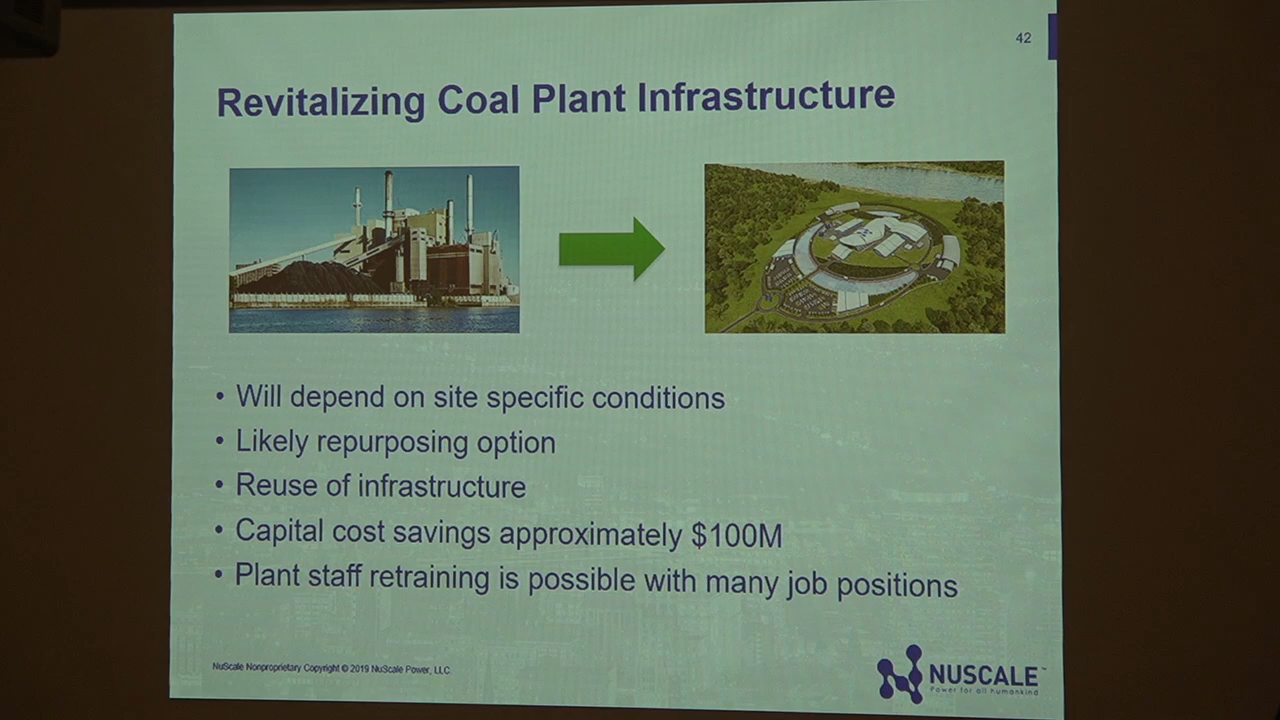 42
Revitalizing Coal Plant Infrastructure
• Will depend on site specific conditions
• Likely repurposing option
• Reuse of infrastructure
• Capital cost savings approximately $100M
• Plant staff retraining is possible with many job positions
NuScale Nonproprietary Copyright © 2019 NuScale Power, LLC.
NUSCALE™
Power for all humankind